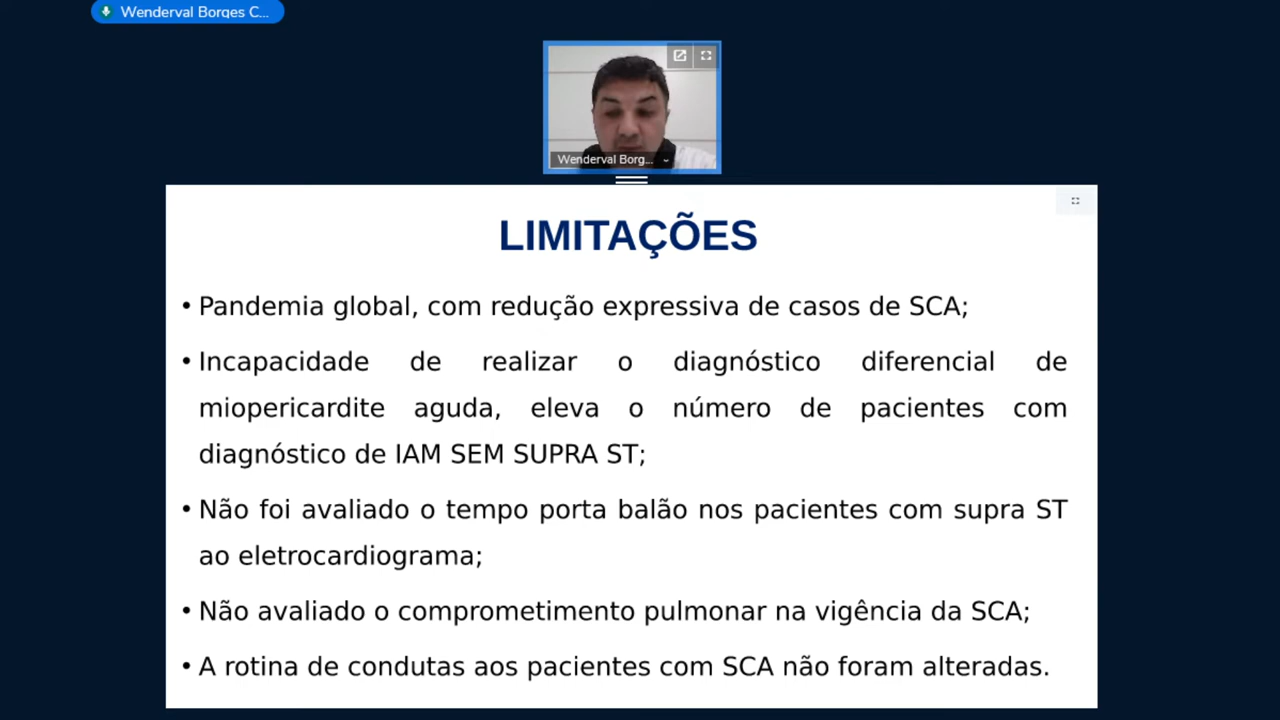 Wenderval Borges C...
Wenderval Borg...
LIMITAÇÕES
• Pandemia global, com redução expressiva de casos de SCA;
• Incapacidade de realizar o diagnóstico diferencial de
miopericardite aguda, eleva o número de pacientes com
diagnóstico de IAM SEM SUPRA ST;
• Não foi avaliado o tempo porta balão nos pacientes com supra ST
ao eletrocardiograma;
• Não avaliado o comprometimento pulmonar na vigência da SCA;
• A rotina de condutas aos pacientes com SCA não foram alteradas.